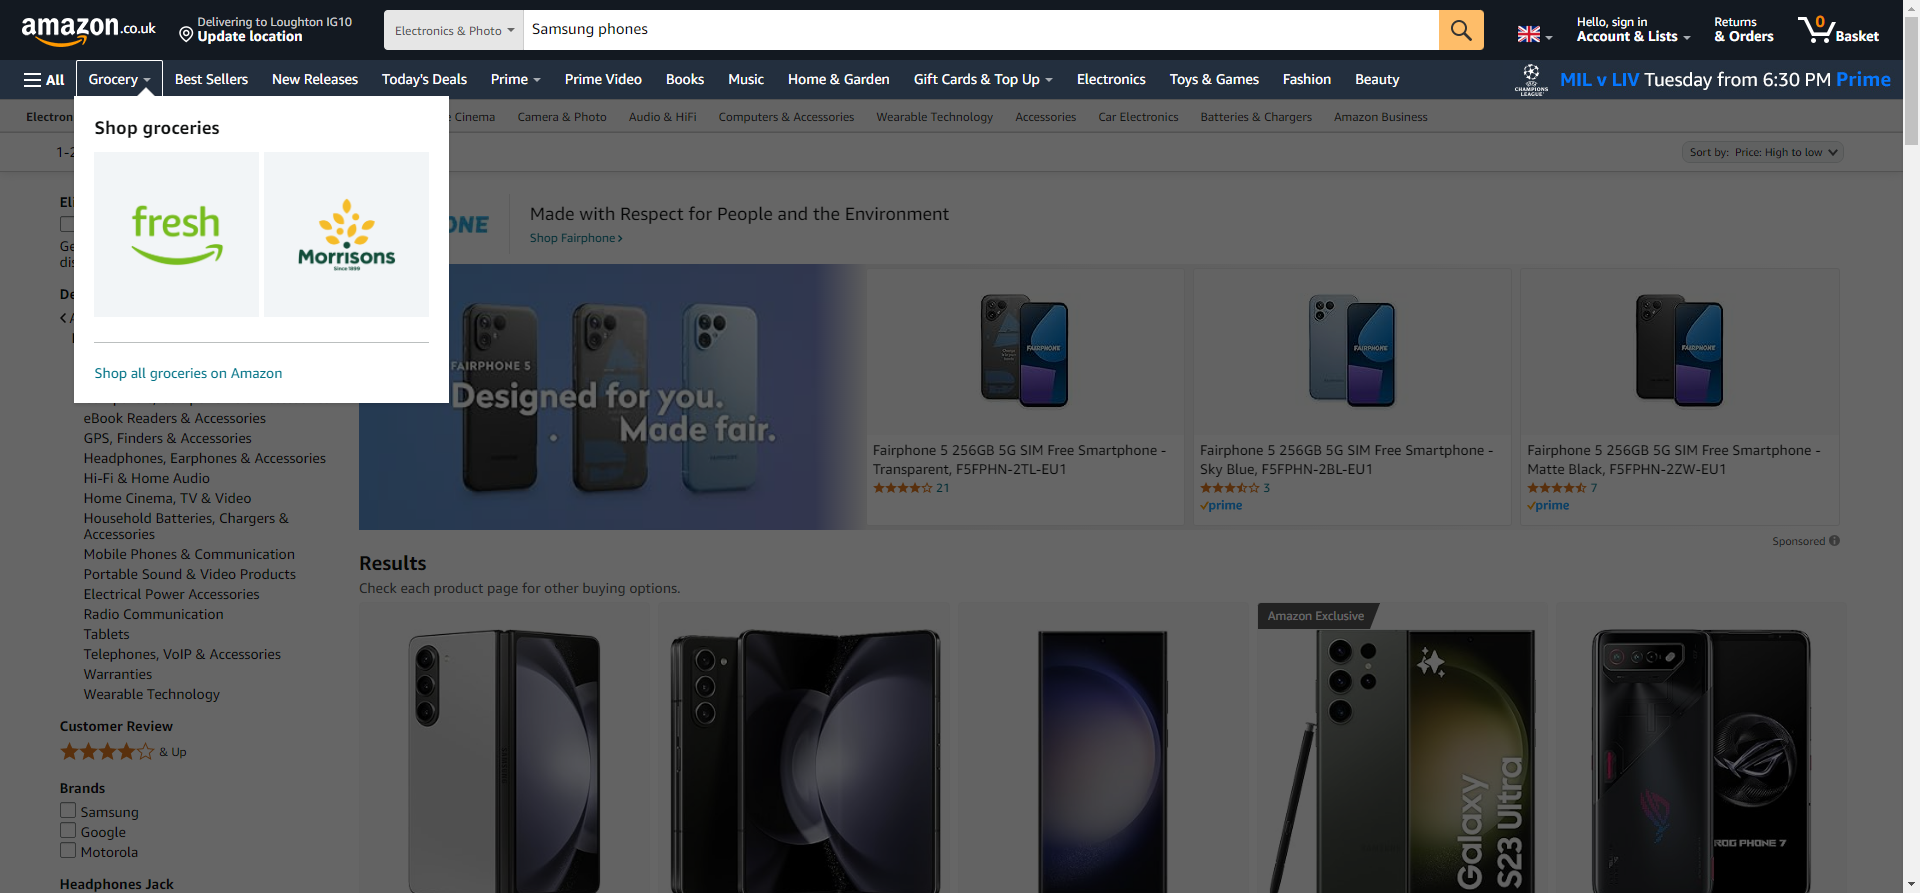 amazon.co.uk
Delivering to Loughton IG10
Update location
Electronics & Photo
Samsung phones
Hello, sign in
Account & Lists
Returns
& Orders
0
Basket
All
Grocery
Best Sellers
New Releases
Today's Deals
Prime
Prime Video
Books
Music
Home & Garden
Gift Cards & Top Up
Electronics
Toys & Games
Fashion
Beauty
CHAMPIONS
LEAGUE
MIL v LIV Tuesday from 6:30 PM Prime
Electron
Cinema
Camera & Photo
Audio & HiFi
Computers & Accessories
Wearable Technology
Accessories
Car Electronics
Batteries & Chargers
Amazon Business
Sort by: Price: High to low
Shop groceries
fresh
Morrisons
Since 1899
Shop all groceries on Amazon
Made with Respect for People and the Environment
Shop Fairphone
FAIRPHONE 5
Designed for you.
Made fair.
FAIRPHONE
Fairphone 5 256GB 5G SIM Free Smartphone -
Transparent, F5FPHN-2TL-EU1
21
FAIRPHONE
Fairphone 5 256GB 5G SIM Free Smartphone -
Sky Blue, F5FPHN-2BL-EU1
3
prime
FAIRPHONE
Fairphone 5 256GB 5G SIM Free Smartphone -
Matte Black, F5FPHN-2ZW-EU1
7
prime
Sponsored
eBook Readers & Accessories
GPS, Finders & Accessories
Headphones, Earphones & Accessories
Hi-Fi & Home Audio
Home Cinema, TV & Video
Household Batteries, Chargers &
Accessories
Mobile Phones & Communication
Portable Sound & Video Products
Electrical Power Accessories
Radio Communication
Tablets
Telephones, VoIP & Accessories
Warranties
Wearable Technology
Customer Review
& Up
Brands
Samsung
Google
Motorola
Headphones Jack
Results
Check each product page for other buying options.
Amazon Exclusive
Galaxy
S23 Ultra
ROG PHONE 7